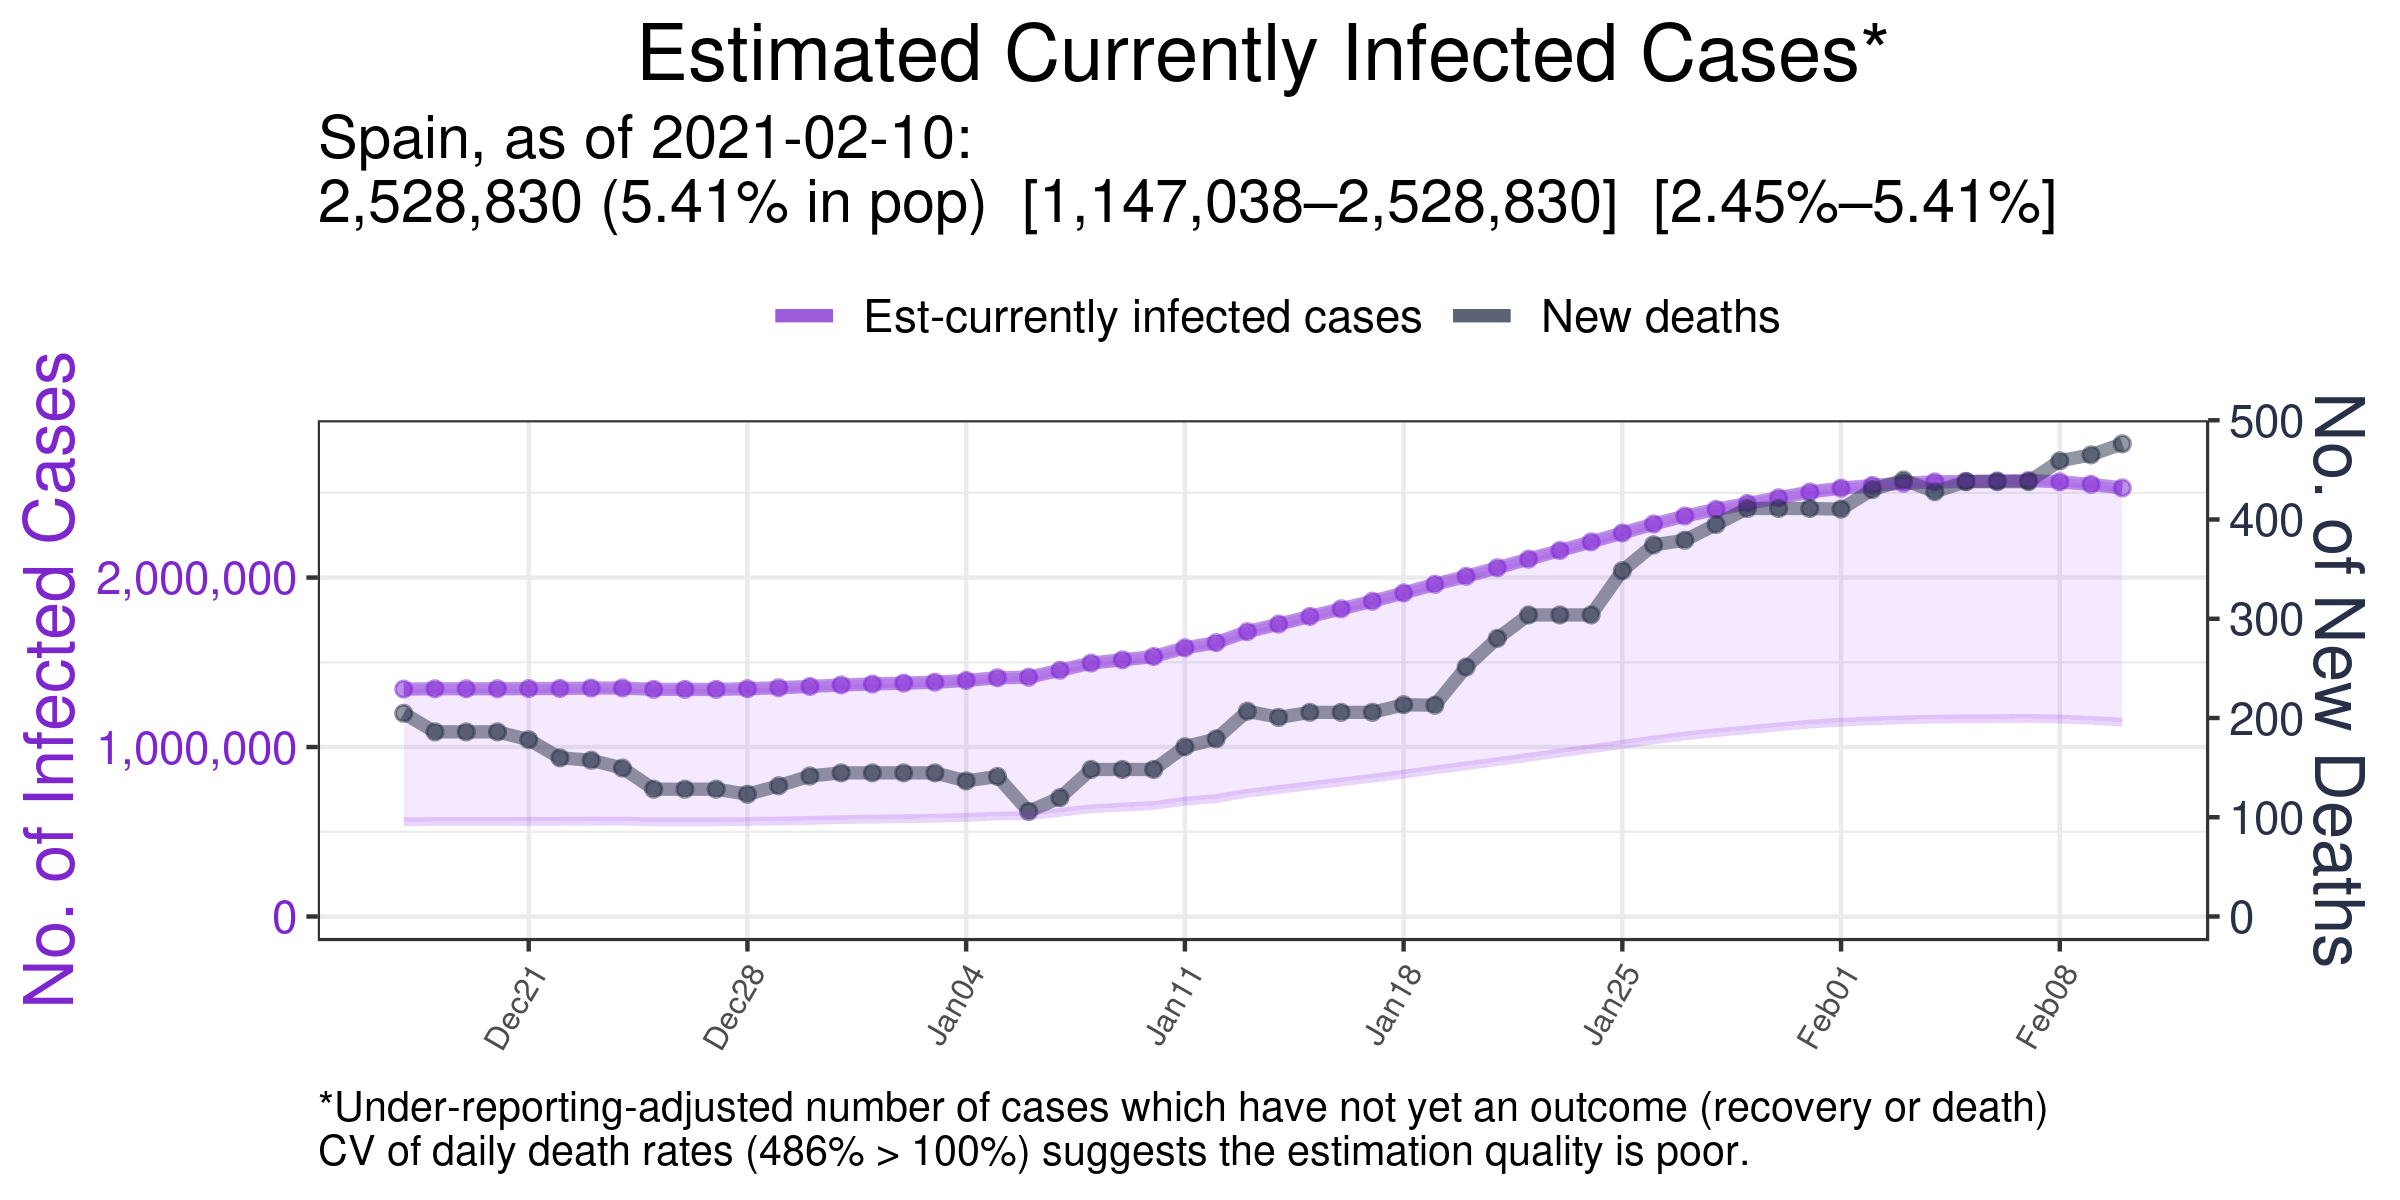 Estimated Currently Infected Cases*
Spain, as of 2021-02-10:
2,528,830 (5.41% in pop) [1,147,038–2,528,830] [2.45%–5.41%]
Est-currently infected cases
New deaths
No. of Infected Cases
2,000,000
1,000,000
0
500
400
300
200
100
0
No. of New Deaths
Dec21
Dec28
Jan04
Jan11
Jan18
Jan25
Feb01
Feb08
*Under-reporting-adjusted number of cases which have not yet an outcome (recovery or death)
CV of daily death rates (486% > 100%) suggests the estimation quality is poor.